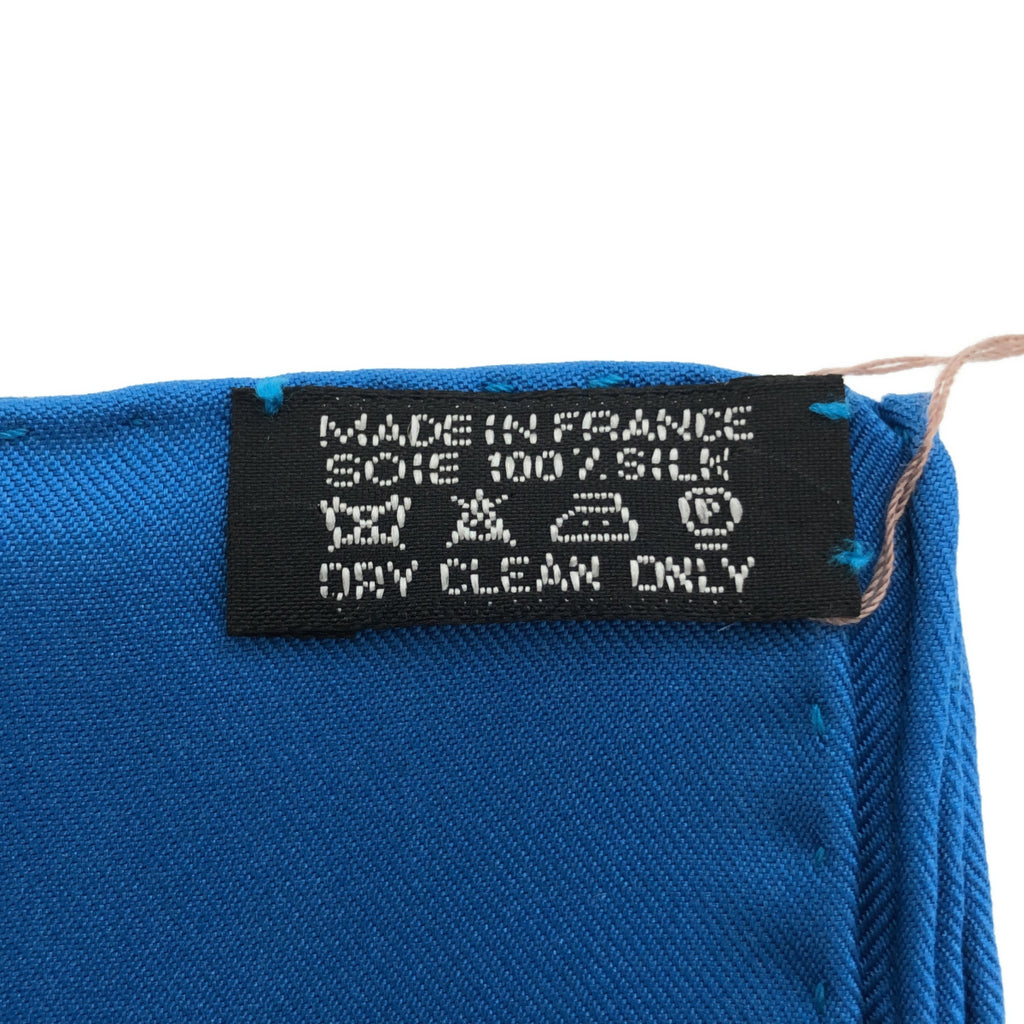 MADE IN FRANCE
SOIE 100% SILK
P
DRY CLEAN ONLY